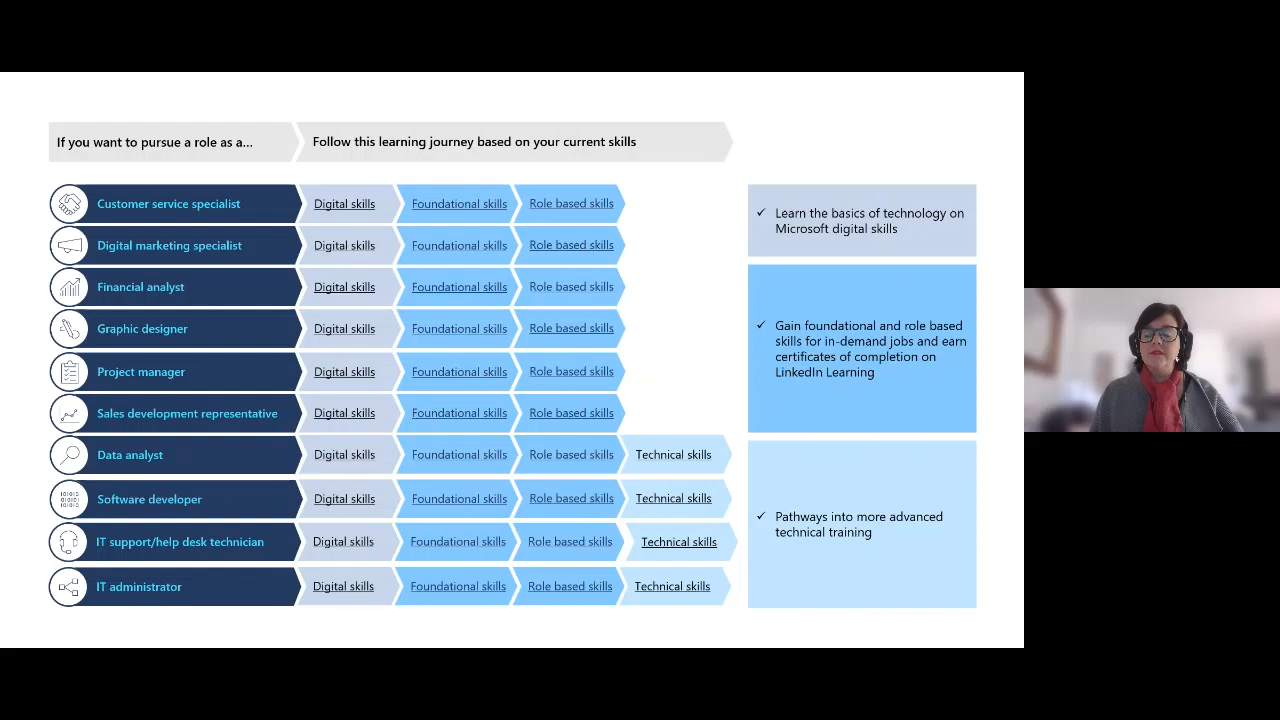 If you want to pursue a role as a... Follow this learning journey based on your current skills
Customer service specialist Digital skills Foundational skills Role based skills
Digital marketing specialist Digital skills Foundational skills Role based skills
Financial analyst Digital skills Foundational skills Role based skills
Graphic designer Digital skills Foundational skills Role based skills
Project manager Digital skills Foundational skills Role based skills
Sales development representative Digital skills Foundational skills Role based skills
Data analyst Digital skills Foundational skills Role based skills Technical skills
Software developer Digital skills Foundational skills Role based skills Technical skills
IT support/help desk technician Digital skills Foundational skills Role based skills Technical skills
IT administrator Digital skills Foundational skills Role based skills Technical skills
✓ Learn the basics of technology on
Microsoft digital skills
✓ Gain foundational and role based
skills for in-demand jobs and earn
certificates of completion on
LinkedIn Learning
✓ Pathways into more advanced
technical training